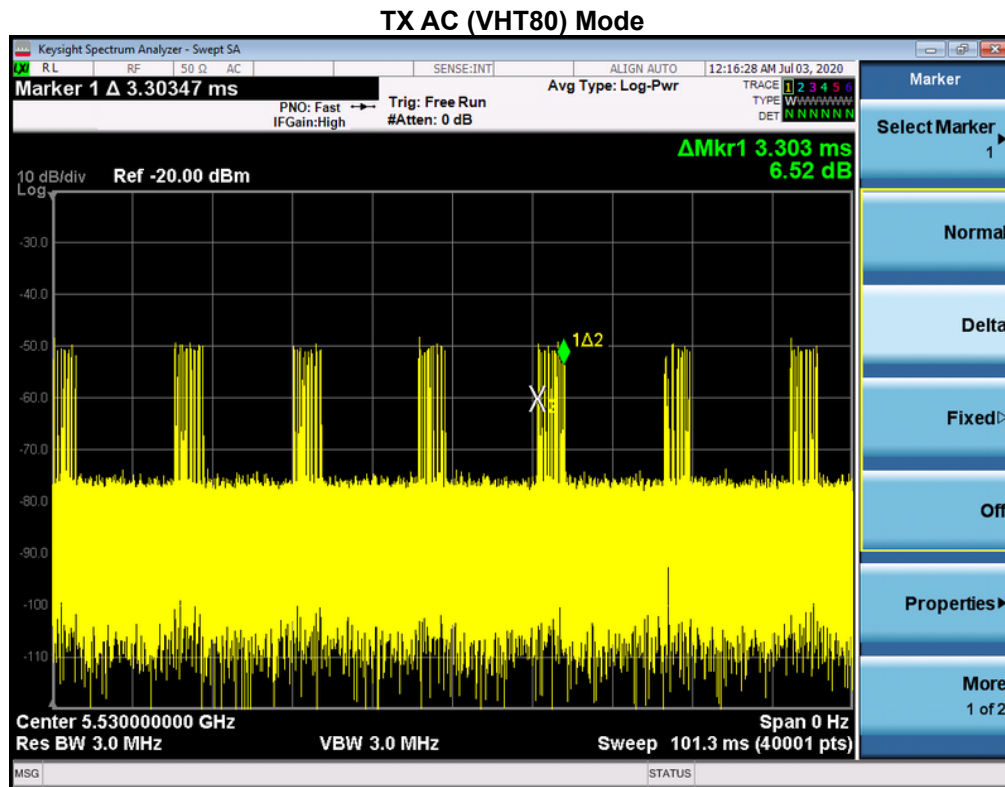 TX AC (VHT80) Mode
Keysight Spectrum Analyzer - Swept SA
LXI RL RF 50 Ω AC SENSE:INT ALIGN AUTO 12:16:28 AM Jul 03, 2020
Marker 1 Δ 3.30347 ms
PNO: Fast
IFGain:High
Trig: Free Run
#Atten: 0 dB
Avg Type: Log-Pwr
TRACE 1 2 3 4 5 6
TYPE WWWWWW
DET N N N N N N
ΔMkr1 3.303 ms
6.52 dB
10 dB/div Ref -20.00 dBm
Log
-30.0
-40.0
-50.0
1Δ2
-60.0
-70.0
-80.0
-90.0
-100
-110
Center 5.530000000 GHz Span 0 Hz
Res BW 3.0 MHz VBW 3.0 MHz Sweep 101.3 ms (40001 pts)
MSG STATUS
Marker
Select Marker
1
Normal
Delta
Fixed
Off
Properties
More
1 of 2